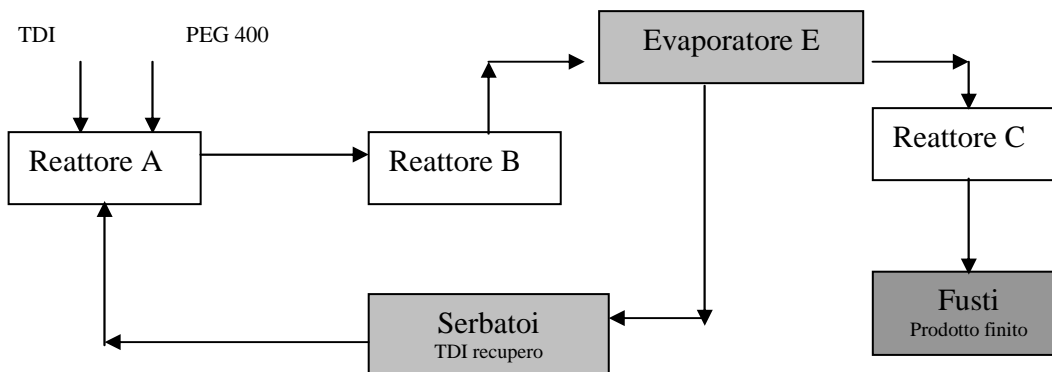 TDI
PEG 400
Evaporatore E
Reattore A
Reattore B
Reattore C
Serbatoi
TDI recupero
Fusti
Prodotto finito